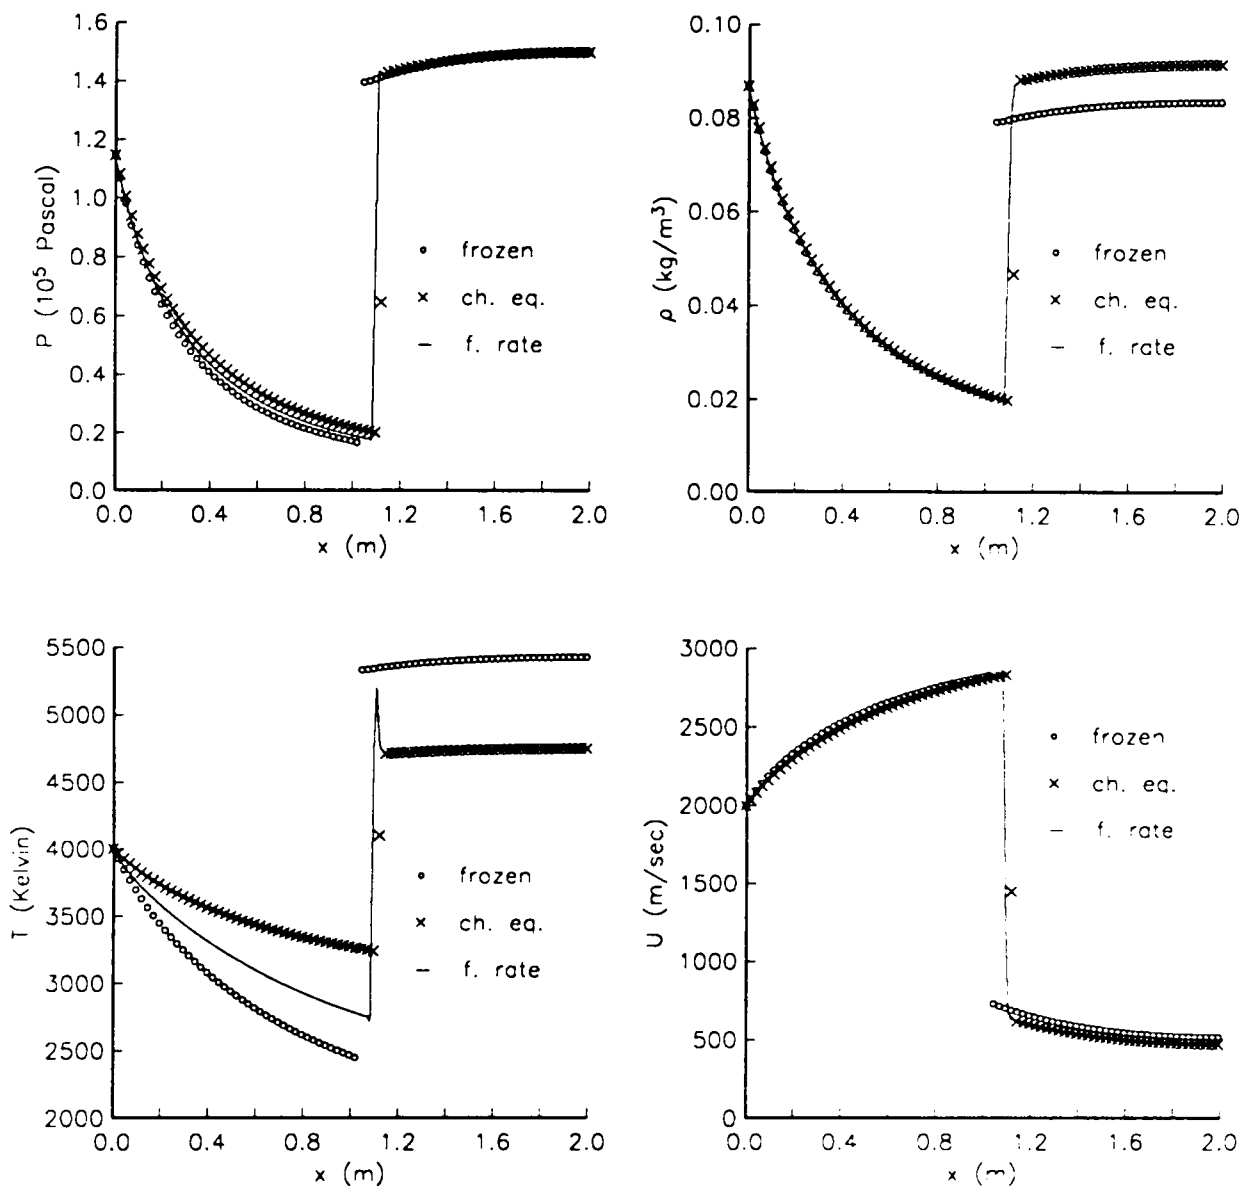 1.6
1.4
1.2
1.0
0.8
0.6
0.4
0.2
0.0
P (10⁵ Pascal)
o frozen
× ch. eq.
— f. rate
0.0 0.4 0.8 1.2 1.6 2.0
x (m)
0.10
0.08
0.06
0.04
0.02
0.00
ρ (kg/m³)
o frozen
× ch. eq.
— f. rate
0.0 0.4 0.8 1.2 1.6 2.0
x (m)
5500
5000
4500
4000
3500
3000
2500
2000
T (Kelvin)
o frozen
× ch. eq.
— f. rate
0.0 0.4 0.8 1.2 1.6 2.0
x (m)
3000
2500
2000
1500
1000
500
0
U (m/sec)
o frozen
× ch. eq.
— f. rate
0.0 0.4 0.8 1.2 1.6 2.0
x (m)